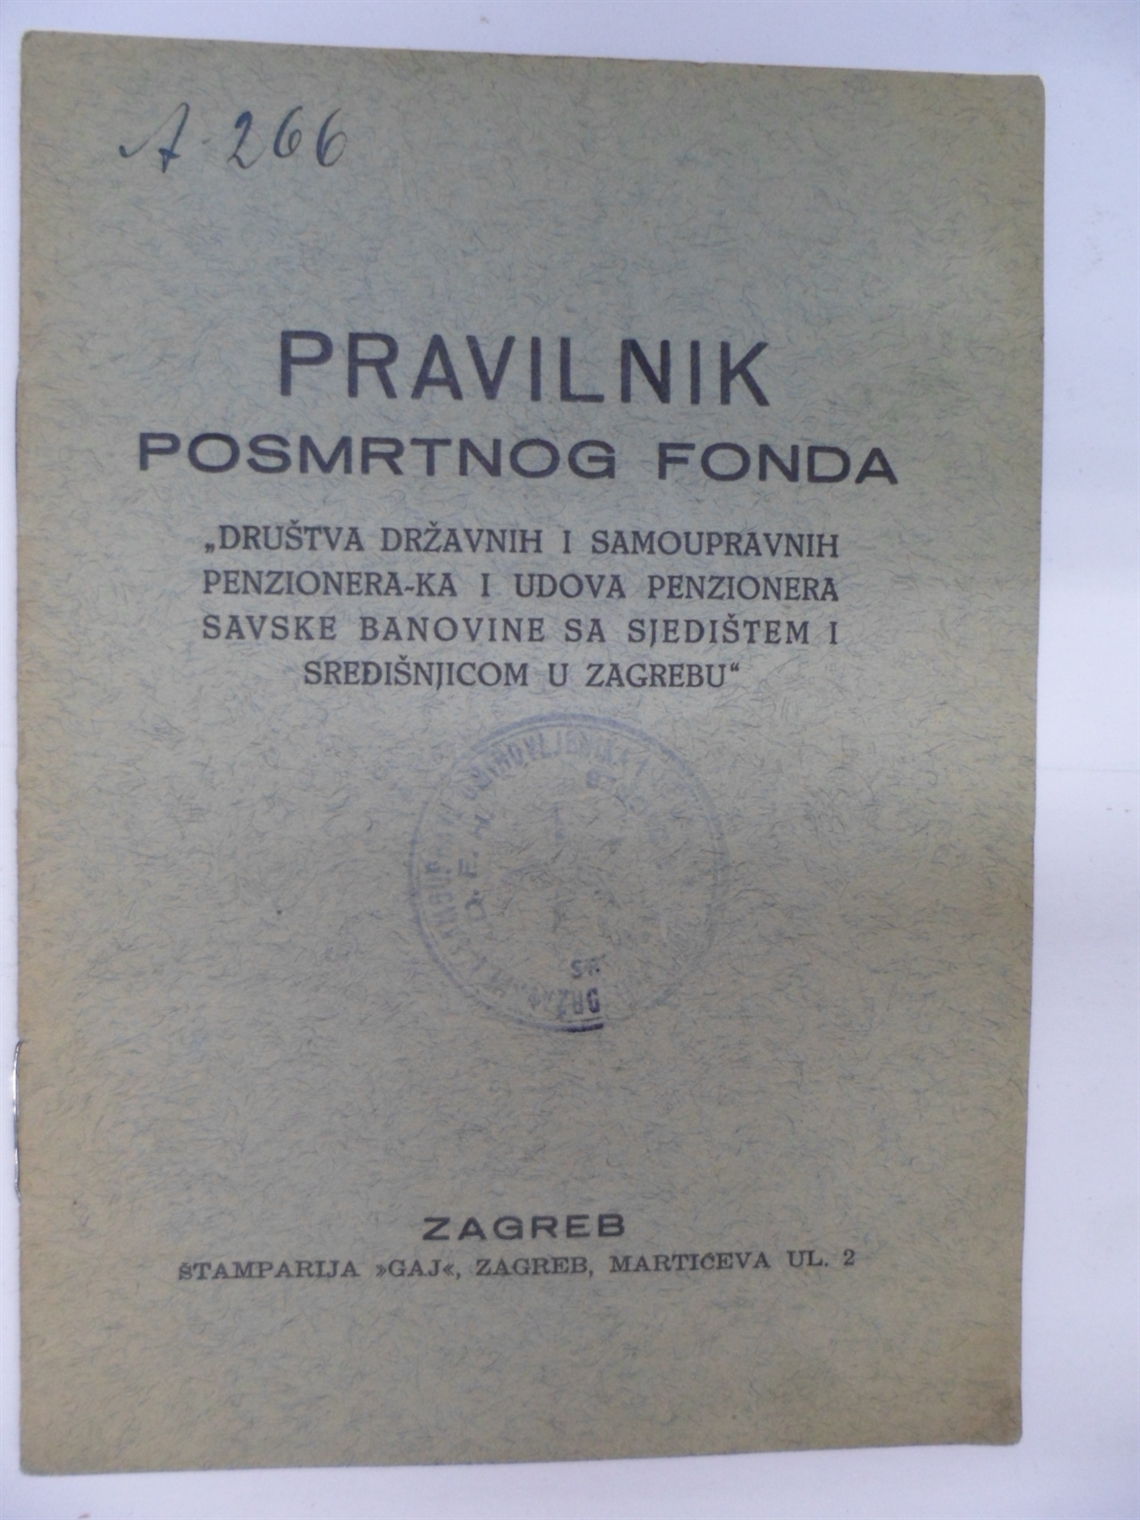 A. 266
PRAVILNIK
POSMRTNOG FONDA
„DRUŠTVA DRŽAVNIH I SAMOUPRAVNIH
PENZIONERA-KA I UDOVA PENZIONERA
SAVSKE BANOVINE SA SJEDIŠTEM I
SREDIŠNJICOM U ZAGREBU“
ZAGREB
ŠTAMPARIJA »GAJ«, ZAGREB, MARTIĆEVA UL. 2